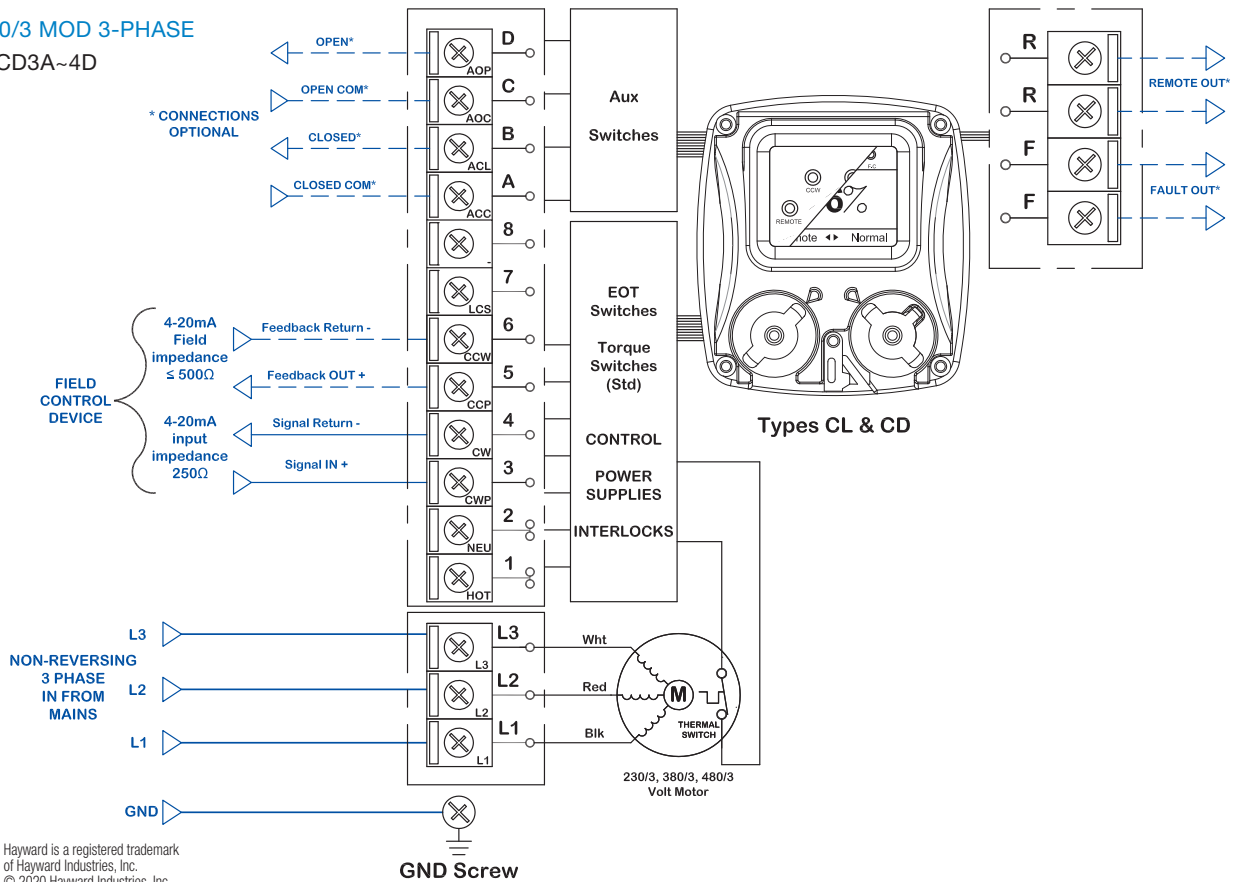 0/3 MOD 3-PHASE
CD3A~4D
* CONNECTIONS
OPTIONAL
OPEN*
OPEN COM*
CLOSED*
CLOSED COM*
AOP
D
AOC
C
ACL
B
ACC
A
-
8
LCS
7
CCW
6
CCP
5
CW
4
CWP
3
NEU
2
HOT
1
Aux
Switches
EOT
Switches
Torque
Switches
(Std)
CONTROL
POWER
SUPPLIES
INTERLOCKS
FIELD
CONTROL
DEVICE
4-20mA
Field
impedance
≤ 500Ω
4-20mA
input
impedance
250Ω
Feedback Return -
Feedback OUT +
Signal Return -
Signal IN +
CCW
F-C
REMOTE
note
Normal
Types CL & CD
R
R
F
F
REMOTE OUT*
FAULT OUT*
NON-REVERSING
3 PHASE
IN FROM
MAINS
L3
L2
L1
L3
L3
L2
L2
L1
L1
Wht
Red
Blk
M
THERMAL
SWITCH
230/3, 380/3, 480/3
Volt Motor
GND
GND Screw
Hayward is a registered trademark
of Hayward Industries, Inc.
© 2020 Hayward Industries, Inc.